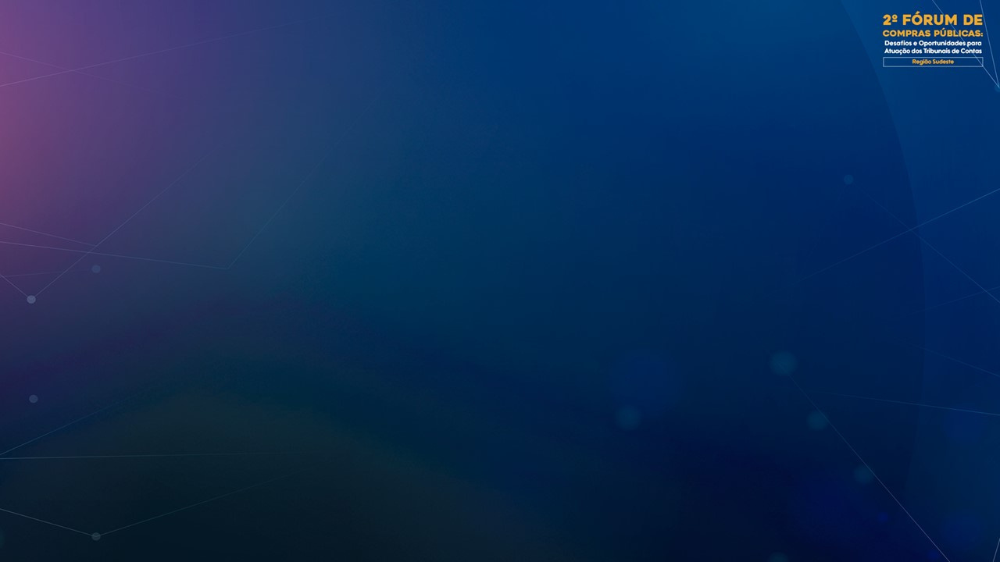 2º FÓRUM DE
COMPRAS PÚBLICAS:
Desafios e Oportunidades para
Atuação dos Tribunais de Contas
Região Sudeste